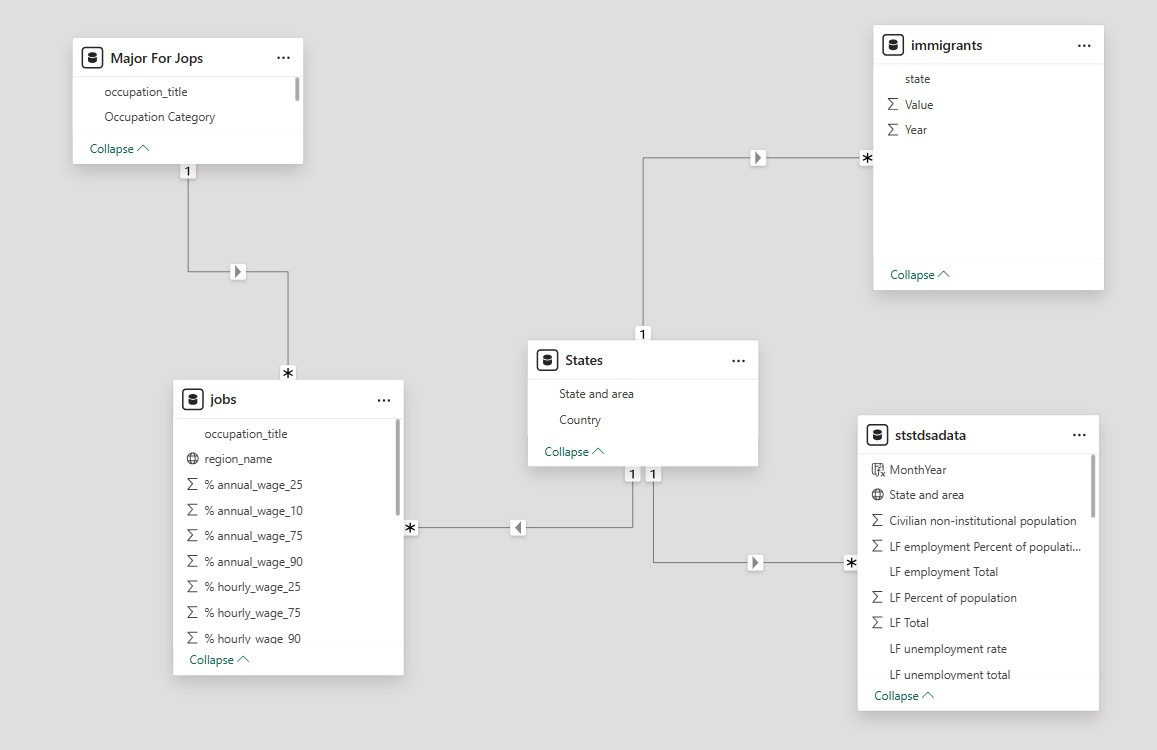 Major For Jops
occupation_title
Occupation Category
Collapse
1
*
immigrants
state
Value
Year
Collapse
*
1
States
State and area
Country
Collapse
1 1
jobs
occupation_title
region_name
% annual_wage_25
% annual_wage_10
% annual_wage_75
% annual_wage_90
% hourly_wage_25
% hourly_wage_75
% hourly_wage_90
Collapse
*
ststdsadata
MonthYear
State and area
Civilian non-institutional population
LF employment Percent of populati...
LF employment Total
LF Percent of population
LF Total
LF unemployment rate
LF unemployment total
Collapse
*